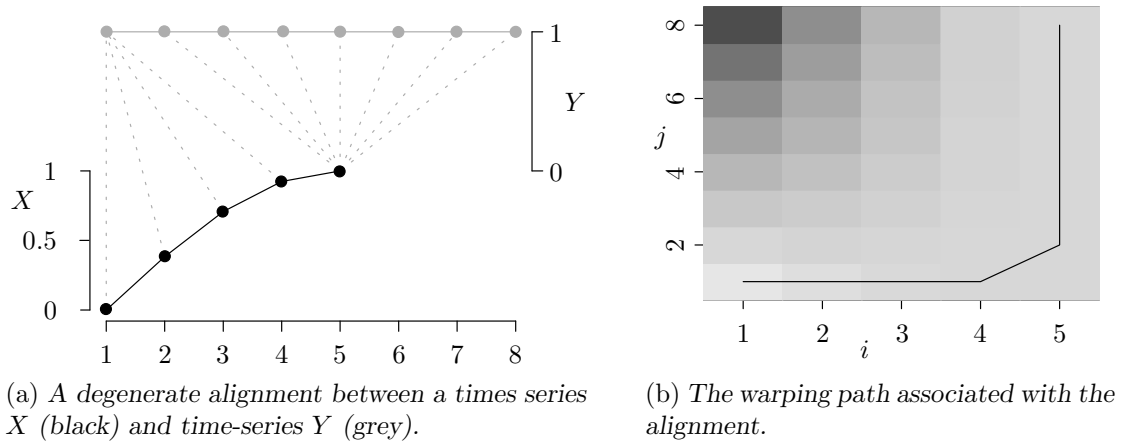 1
Y
0
X
1
0.5
0
1 2 3 4 5 6 7 8
(a) A degenerate alignment between a times series
X (black) and time-series Y (grey).
8
6
j
4
2
1 2 3 4 5
i
(b) The warping path associated with the
alignment.